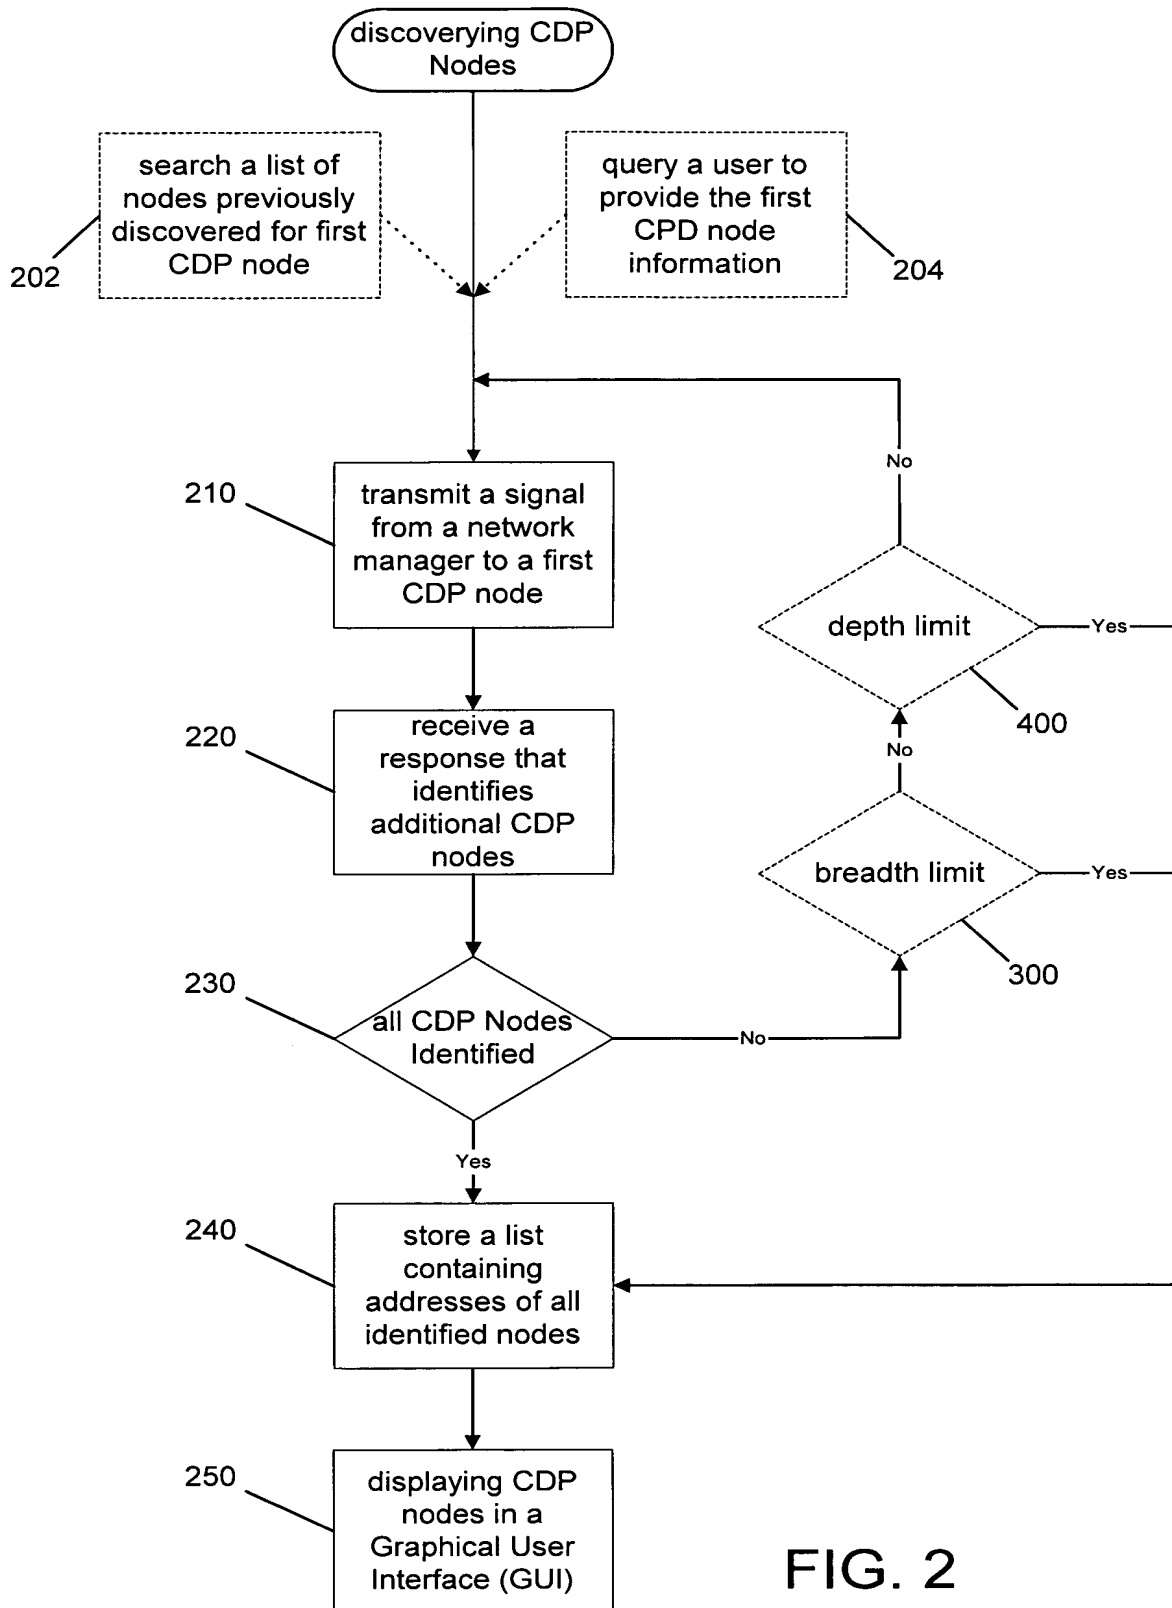 discoverying CDP
Nodes
search a list of
nodes previously
discovered for first
CDP node
202
query a user to
provide the first
CPD node
information
204
No
210
transmit a signal
from a network
manager to a first
CDP node
depth limit
Yes
400
220
receive a
response that
identifies
additional CDP
nodes
No
breadth limit
Yes
300
230
all CDP Nodes
Identified
No
Yes
240
store a list
containing
addresses of all
identified nodes
250
displaying CDP
nodes in a
Graphical User
Interface (GUI)
FIG. 2